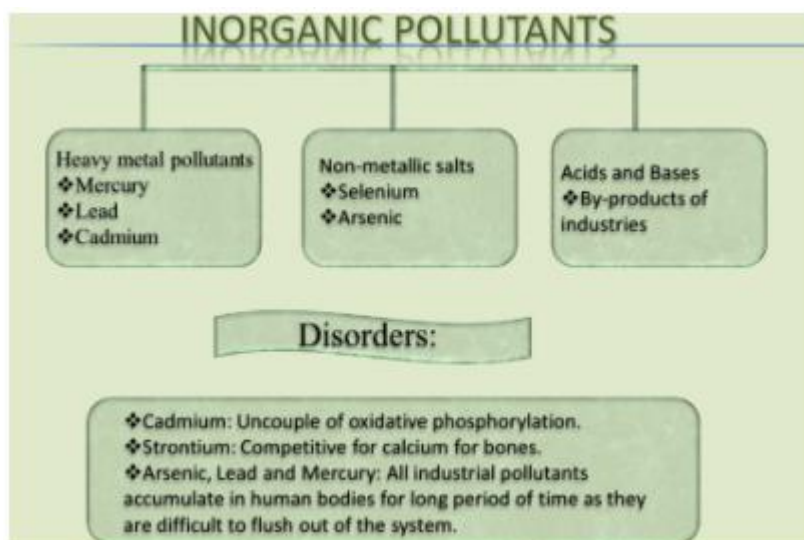 INORGANIC POLLUTANTS
Heavy metal pollutants
❖Mercury
❖Lead
❖Cadmium
Non-metallic salts
❖Selenium
❖Arsenic
Acids and Bases
❖By-products of
industries
Disorders:
❖Cadmium: Uncouple of oxidative phosphorylation.
❖Strontium: Competitive for calcium for bones.
❖Arsenic, Lead and Mercury: All industrial pollutants
accumulate in human bodies for long period of time as they
are difficult to flush out of the system.